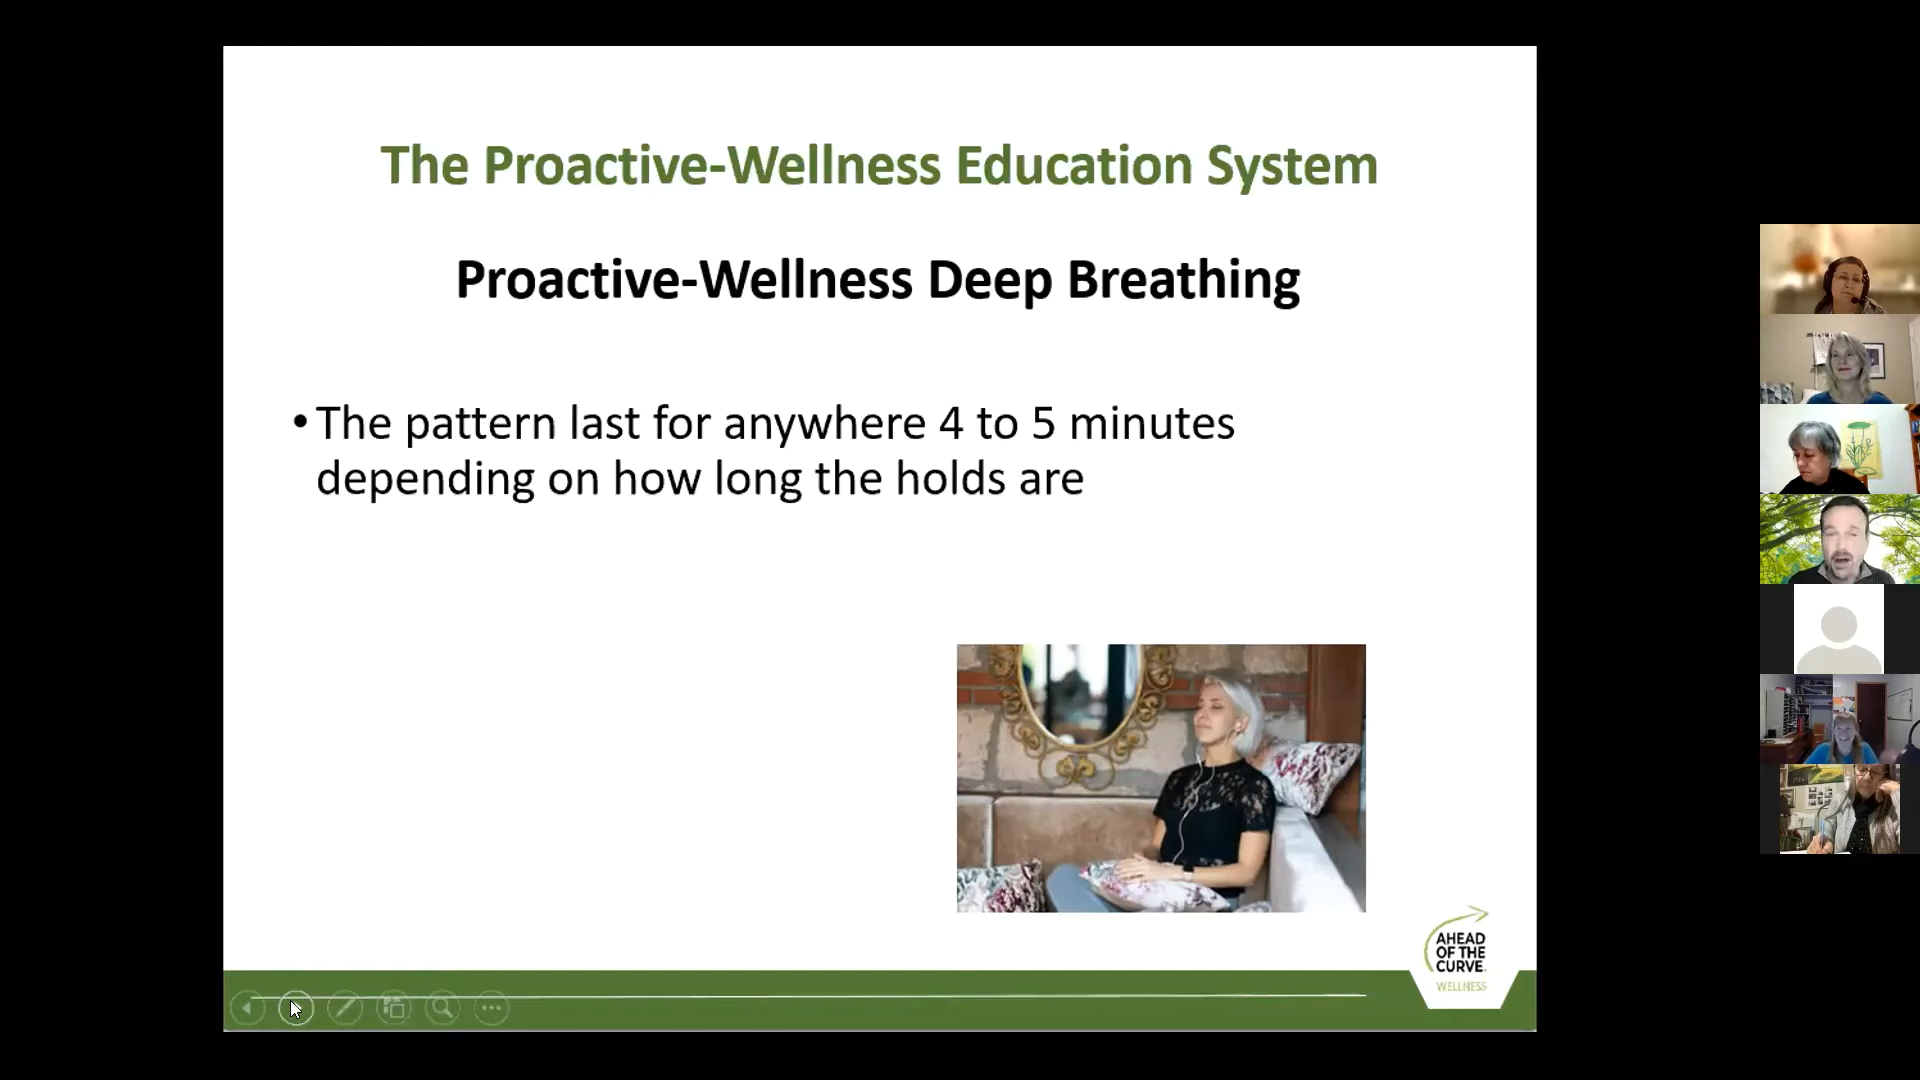 The Proactive-Wellness Education System
Proactive-Wellness Deep Breathing
•The pattern last for anywhere 4 to 5 minutes
depending on how long the holds are
AHEAD
OF THE
CURVE.
WELLNESS